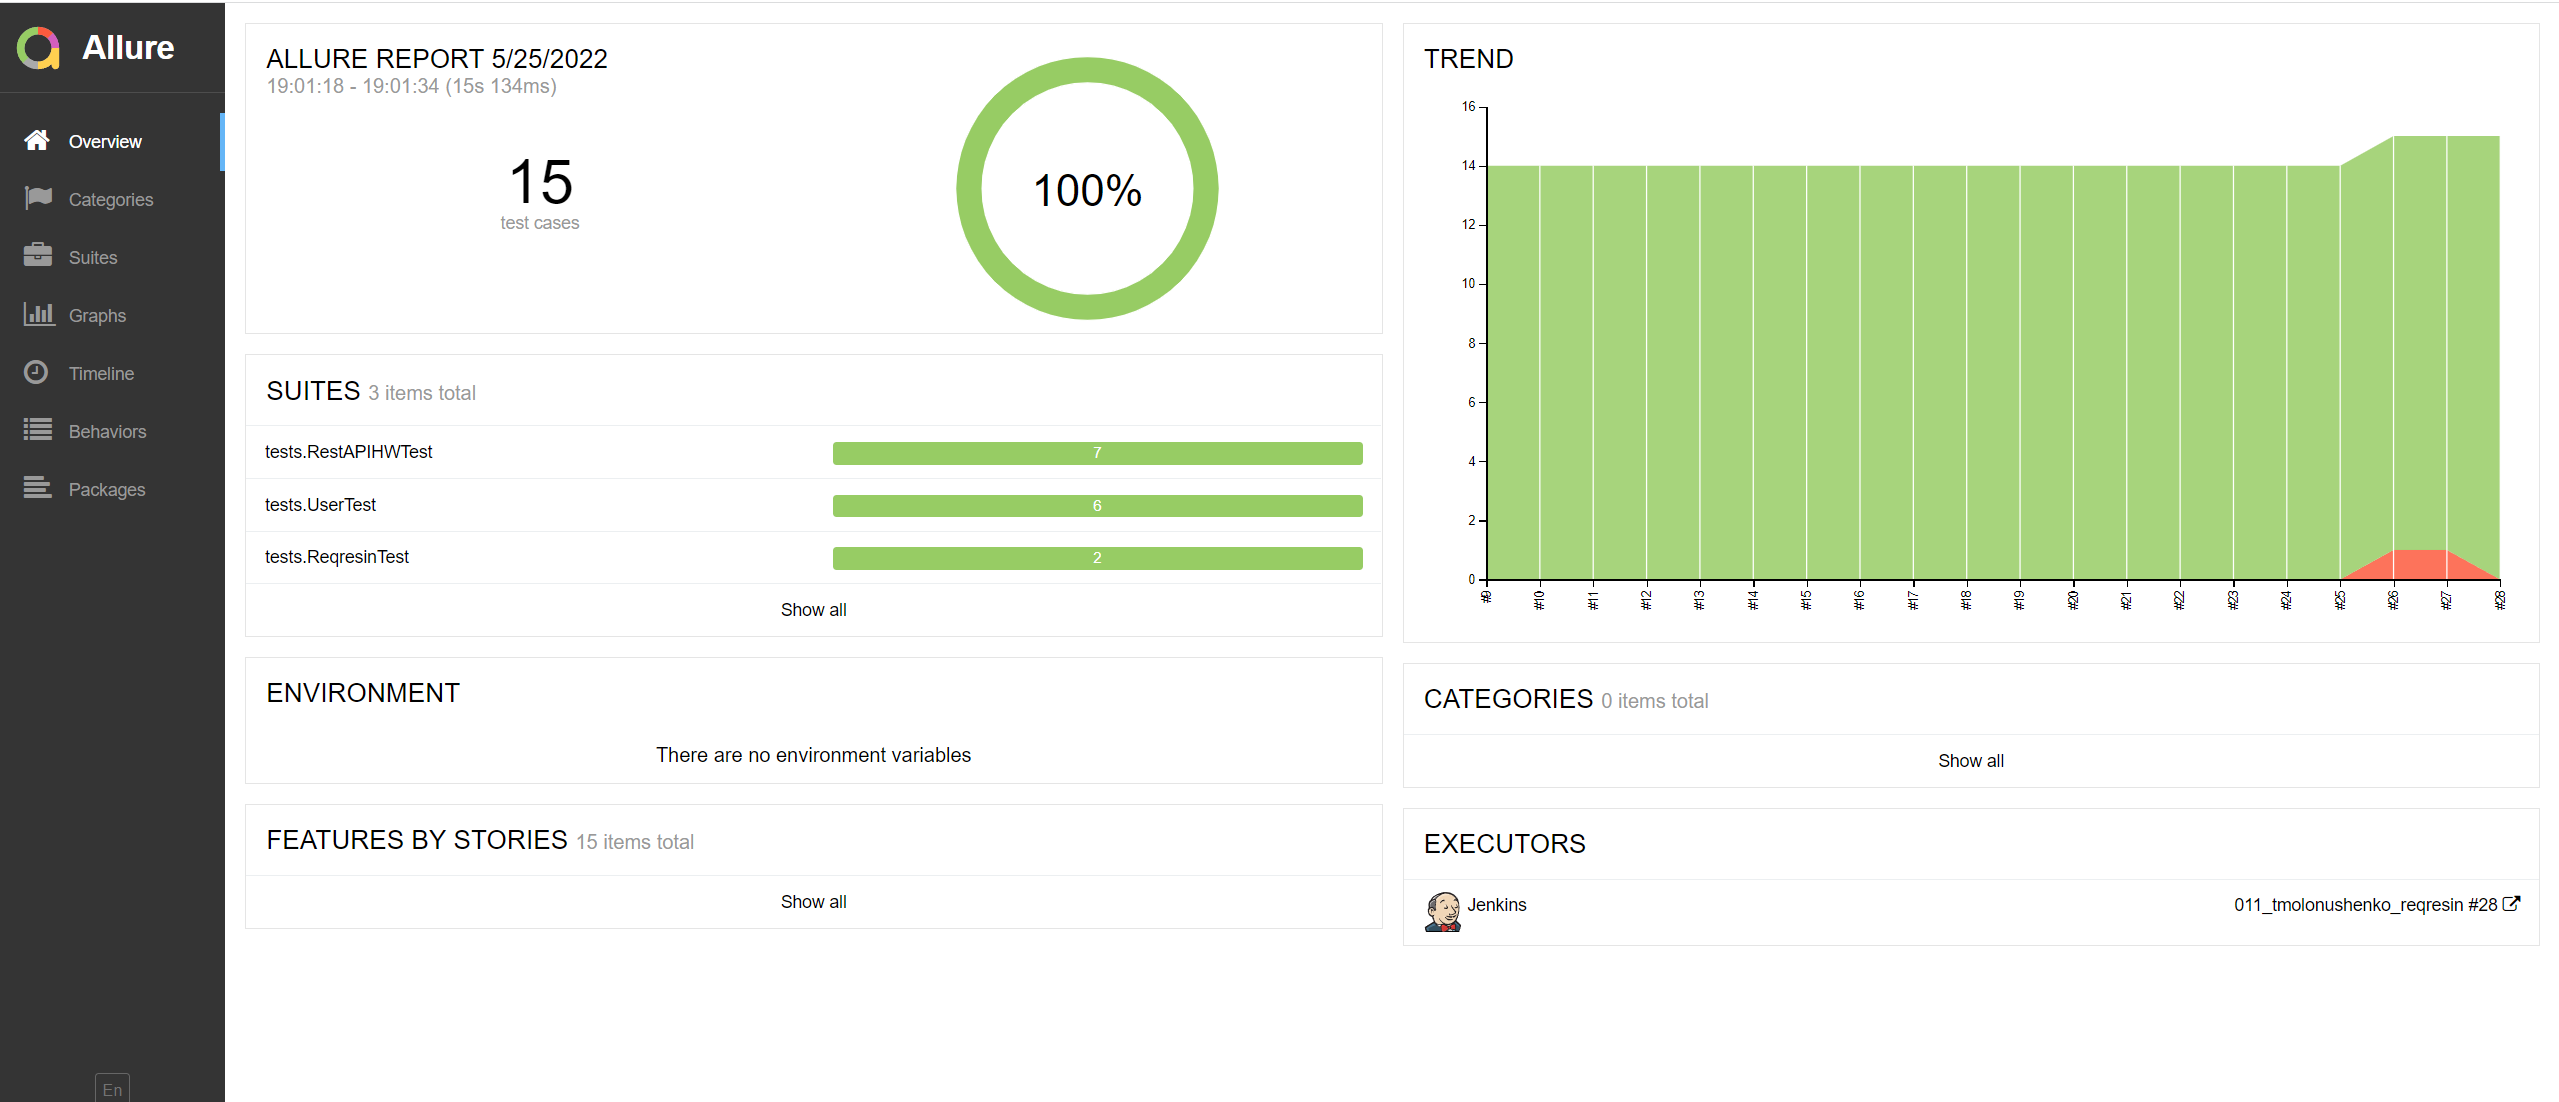 Allure
Overview
Categories
Suites
Graphs
Timeline
Behaviors
Packages
En
ALLURE REPORT 5/25/2022
19:01:18 - 19:01:34 (15s 134ms)
15
test cases
100%
SUITES 3 items total
tests.RestAPIHWTest 7
tests.UserTest 6
tests.ReqresinTest 2
Show all
ENVIRONMENT
There are no environment variables
FEATURES BY STORIES 15 items total
Show all
TREND
16
14
12
10
8
6
4
2
0
#9 #10 #11 #12 #13 #14 #15 #16 #17 #18 #19 #20 #21 #22 #23 #24 #25 #26 #27 #28
CATEGORIES 0 items total
Show all
EXECUTORS
Jenkins 011_tmolonushenko_reqresin #28